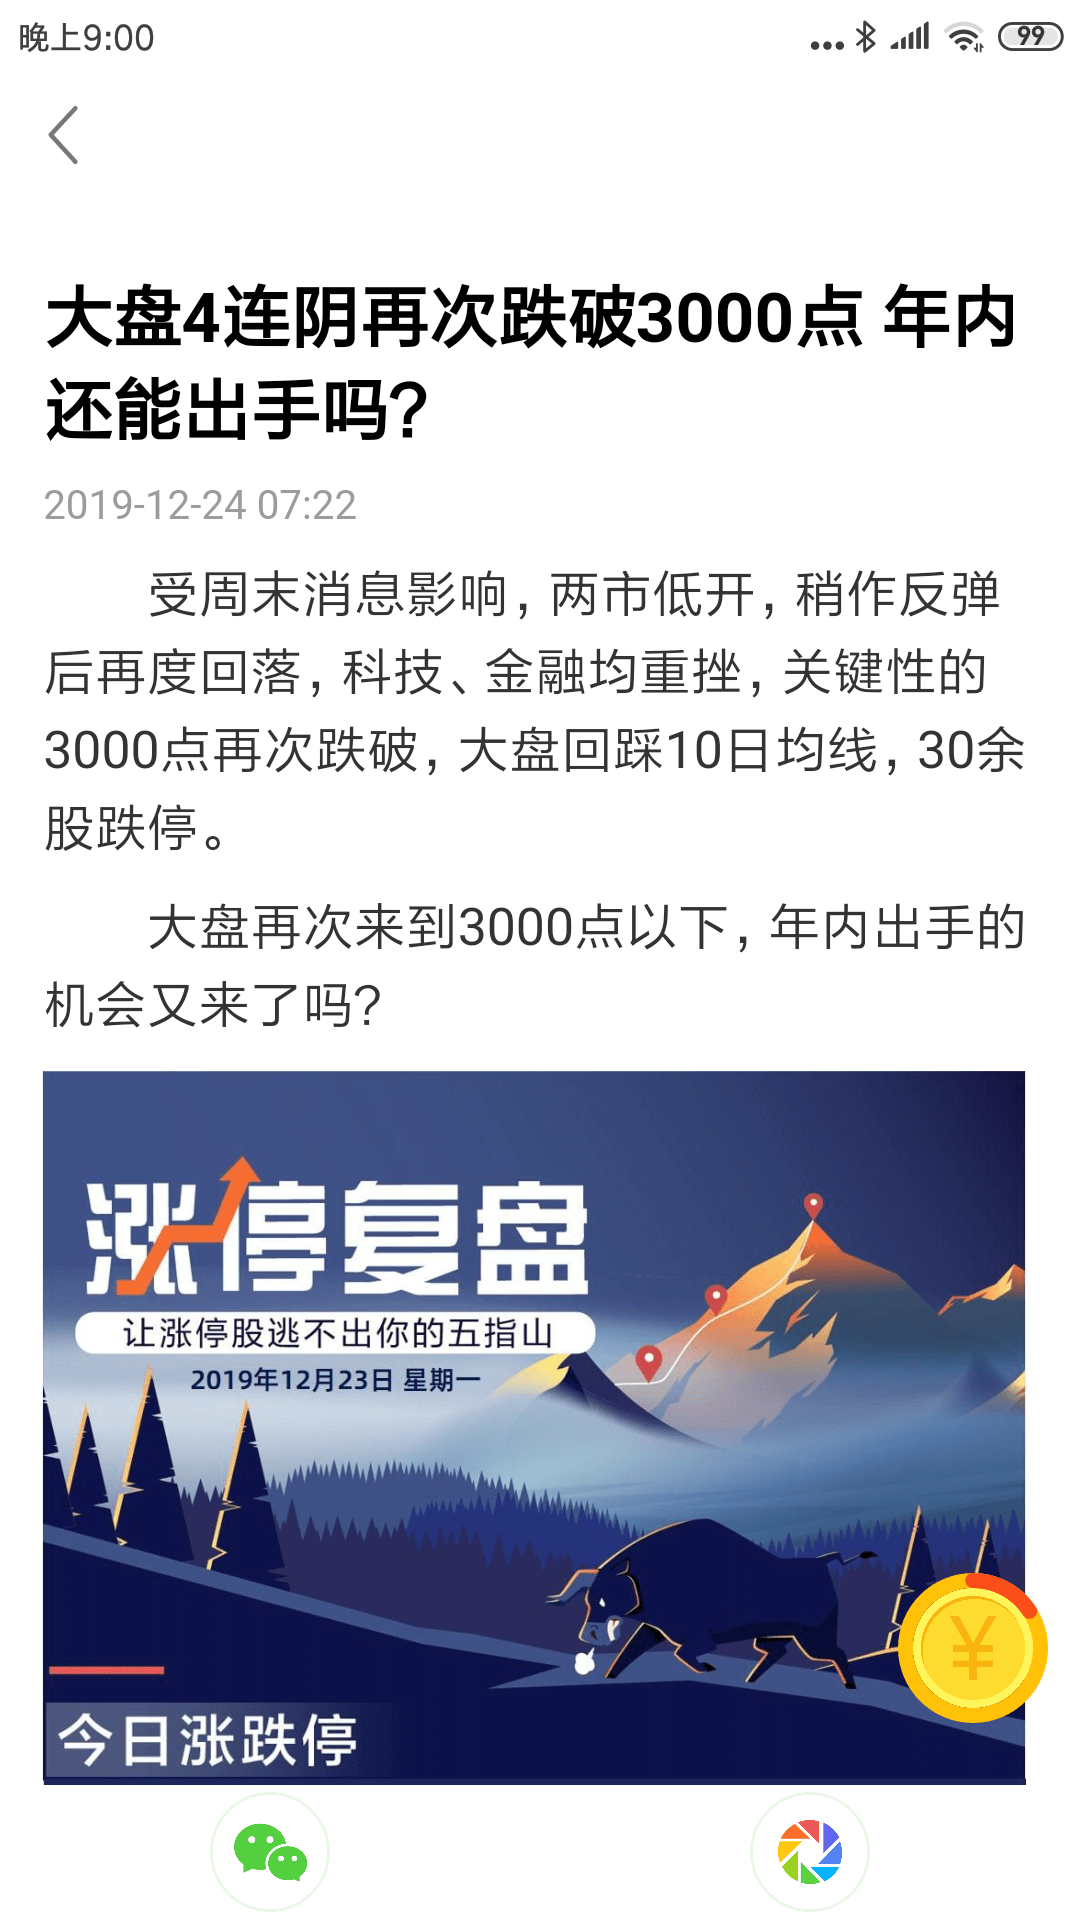 晚上9:00
99
大盘4连阴再次跌破3000点 年内
还能出手吗?
2019-12-24 07:22
受周末消息影响,两市低开,稍作反弹
后再度回落,科技、金融均重挫,关键性的
3000点再次跌破,大盘回踩10日均线,30余
股跌停。
大盘再次来到3000点以下,年内出手的
机会又来了吗?
涨停复盘
让涨停股逃不出你的五指山
2019年12月23日 星期一
¥
今日涨跌停